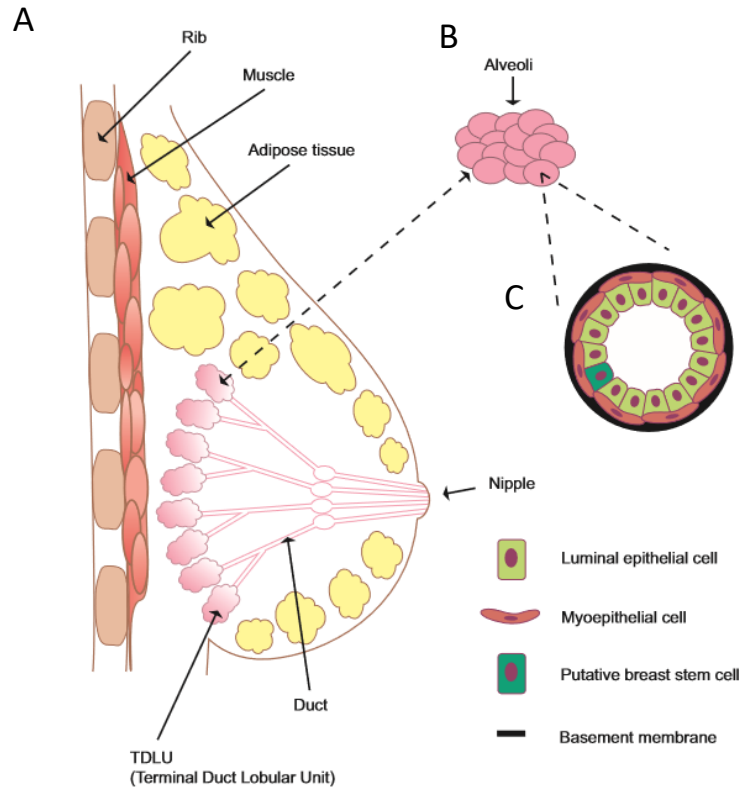 A
Rib
Muscle
Adipose tissue
B
Alveoli
C
Nipple
Luminal epithelial cell
Myoepithelial cell
Putative breast stem cell
Basement membrane
Duct
TDLU
(Terminal Duct Lobular Unit)